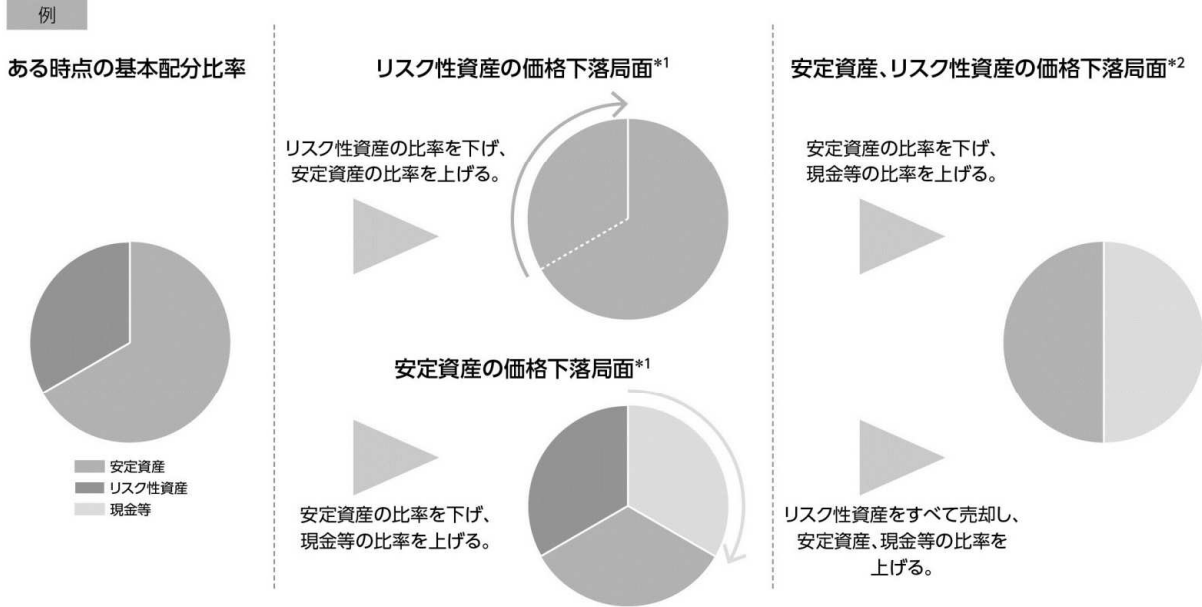 例
ある時点の基本配分比率
安定資産
リスク性資産
現金等
リスク性資産の価格下落局面*1
リスク性資産の比率を下げ、
安定資産の比率を上げる。
安定資産の価格下落局面*1
安定資産の比率を下げ、
現金等の比率を上げる。
安定資産、リスク性資産の価格下落局面*2
安定資産の比率を下げ、
現金等の比率を上げる。
リスク性資産をすべて売却し、
安定資産、現金等の比率を
上げる。